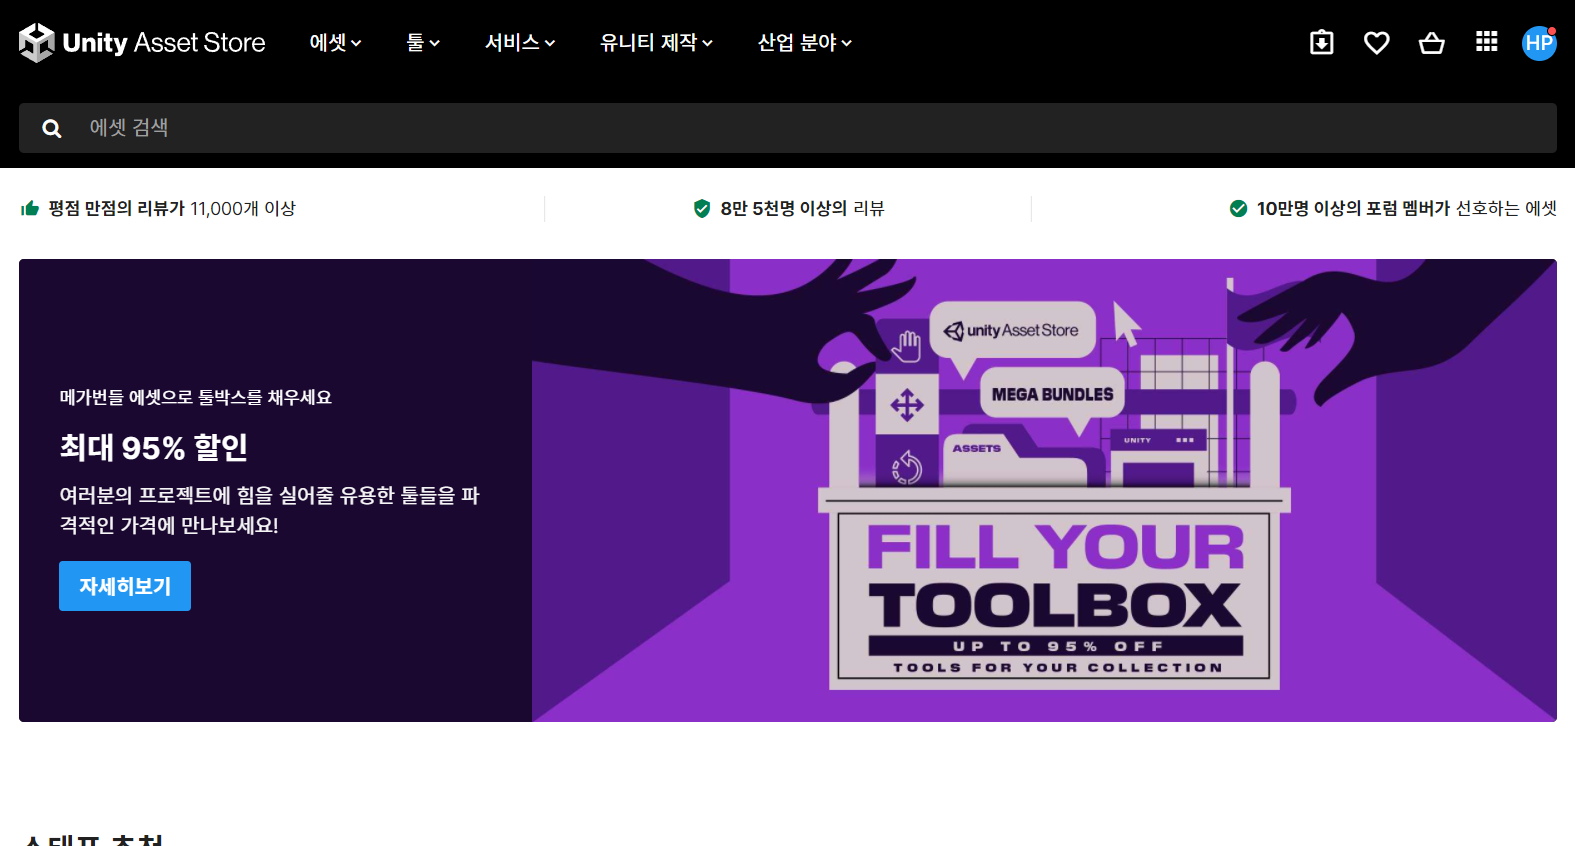 Unity Asset Store
에셋
툴
서비스
유니티 제작
산업 분야
HP
에셋 검색
평점 만점의 리뷰가 11,000개 이상
8만 5천명 이상의 리뷰
10만명 이상의 포럼 멤버가 선호하는 에셋
메가번들 에셋으로 툴박스를 채우세요
최대 95% 할인
여러분의 프로젝트에 힘을 실어줄 유용한 툴들을 파
격적인 가격에 만나보세요!
자세히보기
unity Asset Store
MEGA BUNDLES
ASSETS
UNITY
FILL YOUR
TOOLBOX
UP TO 95% OFF
TOOLS FOR YOUR COLLECTION